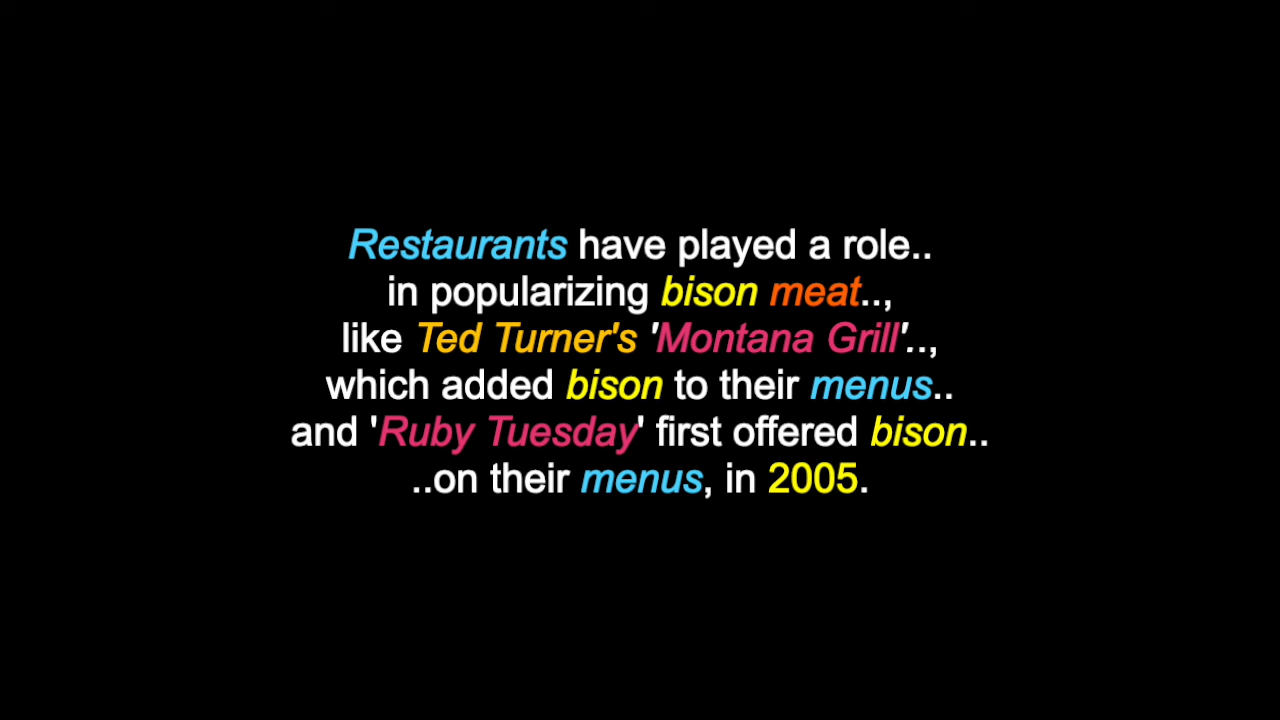 Restaurants have played a role..
in popularizing bison meat..,
like Ted Turner's 'Montana Grill'..,
which added bison to their menus..
and 'Ruby Tuesday' first offered bison..
..on their menus, in 2005.